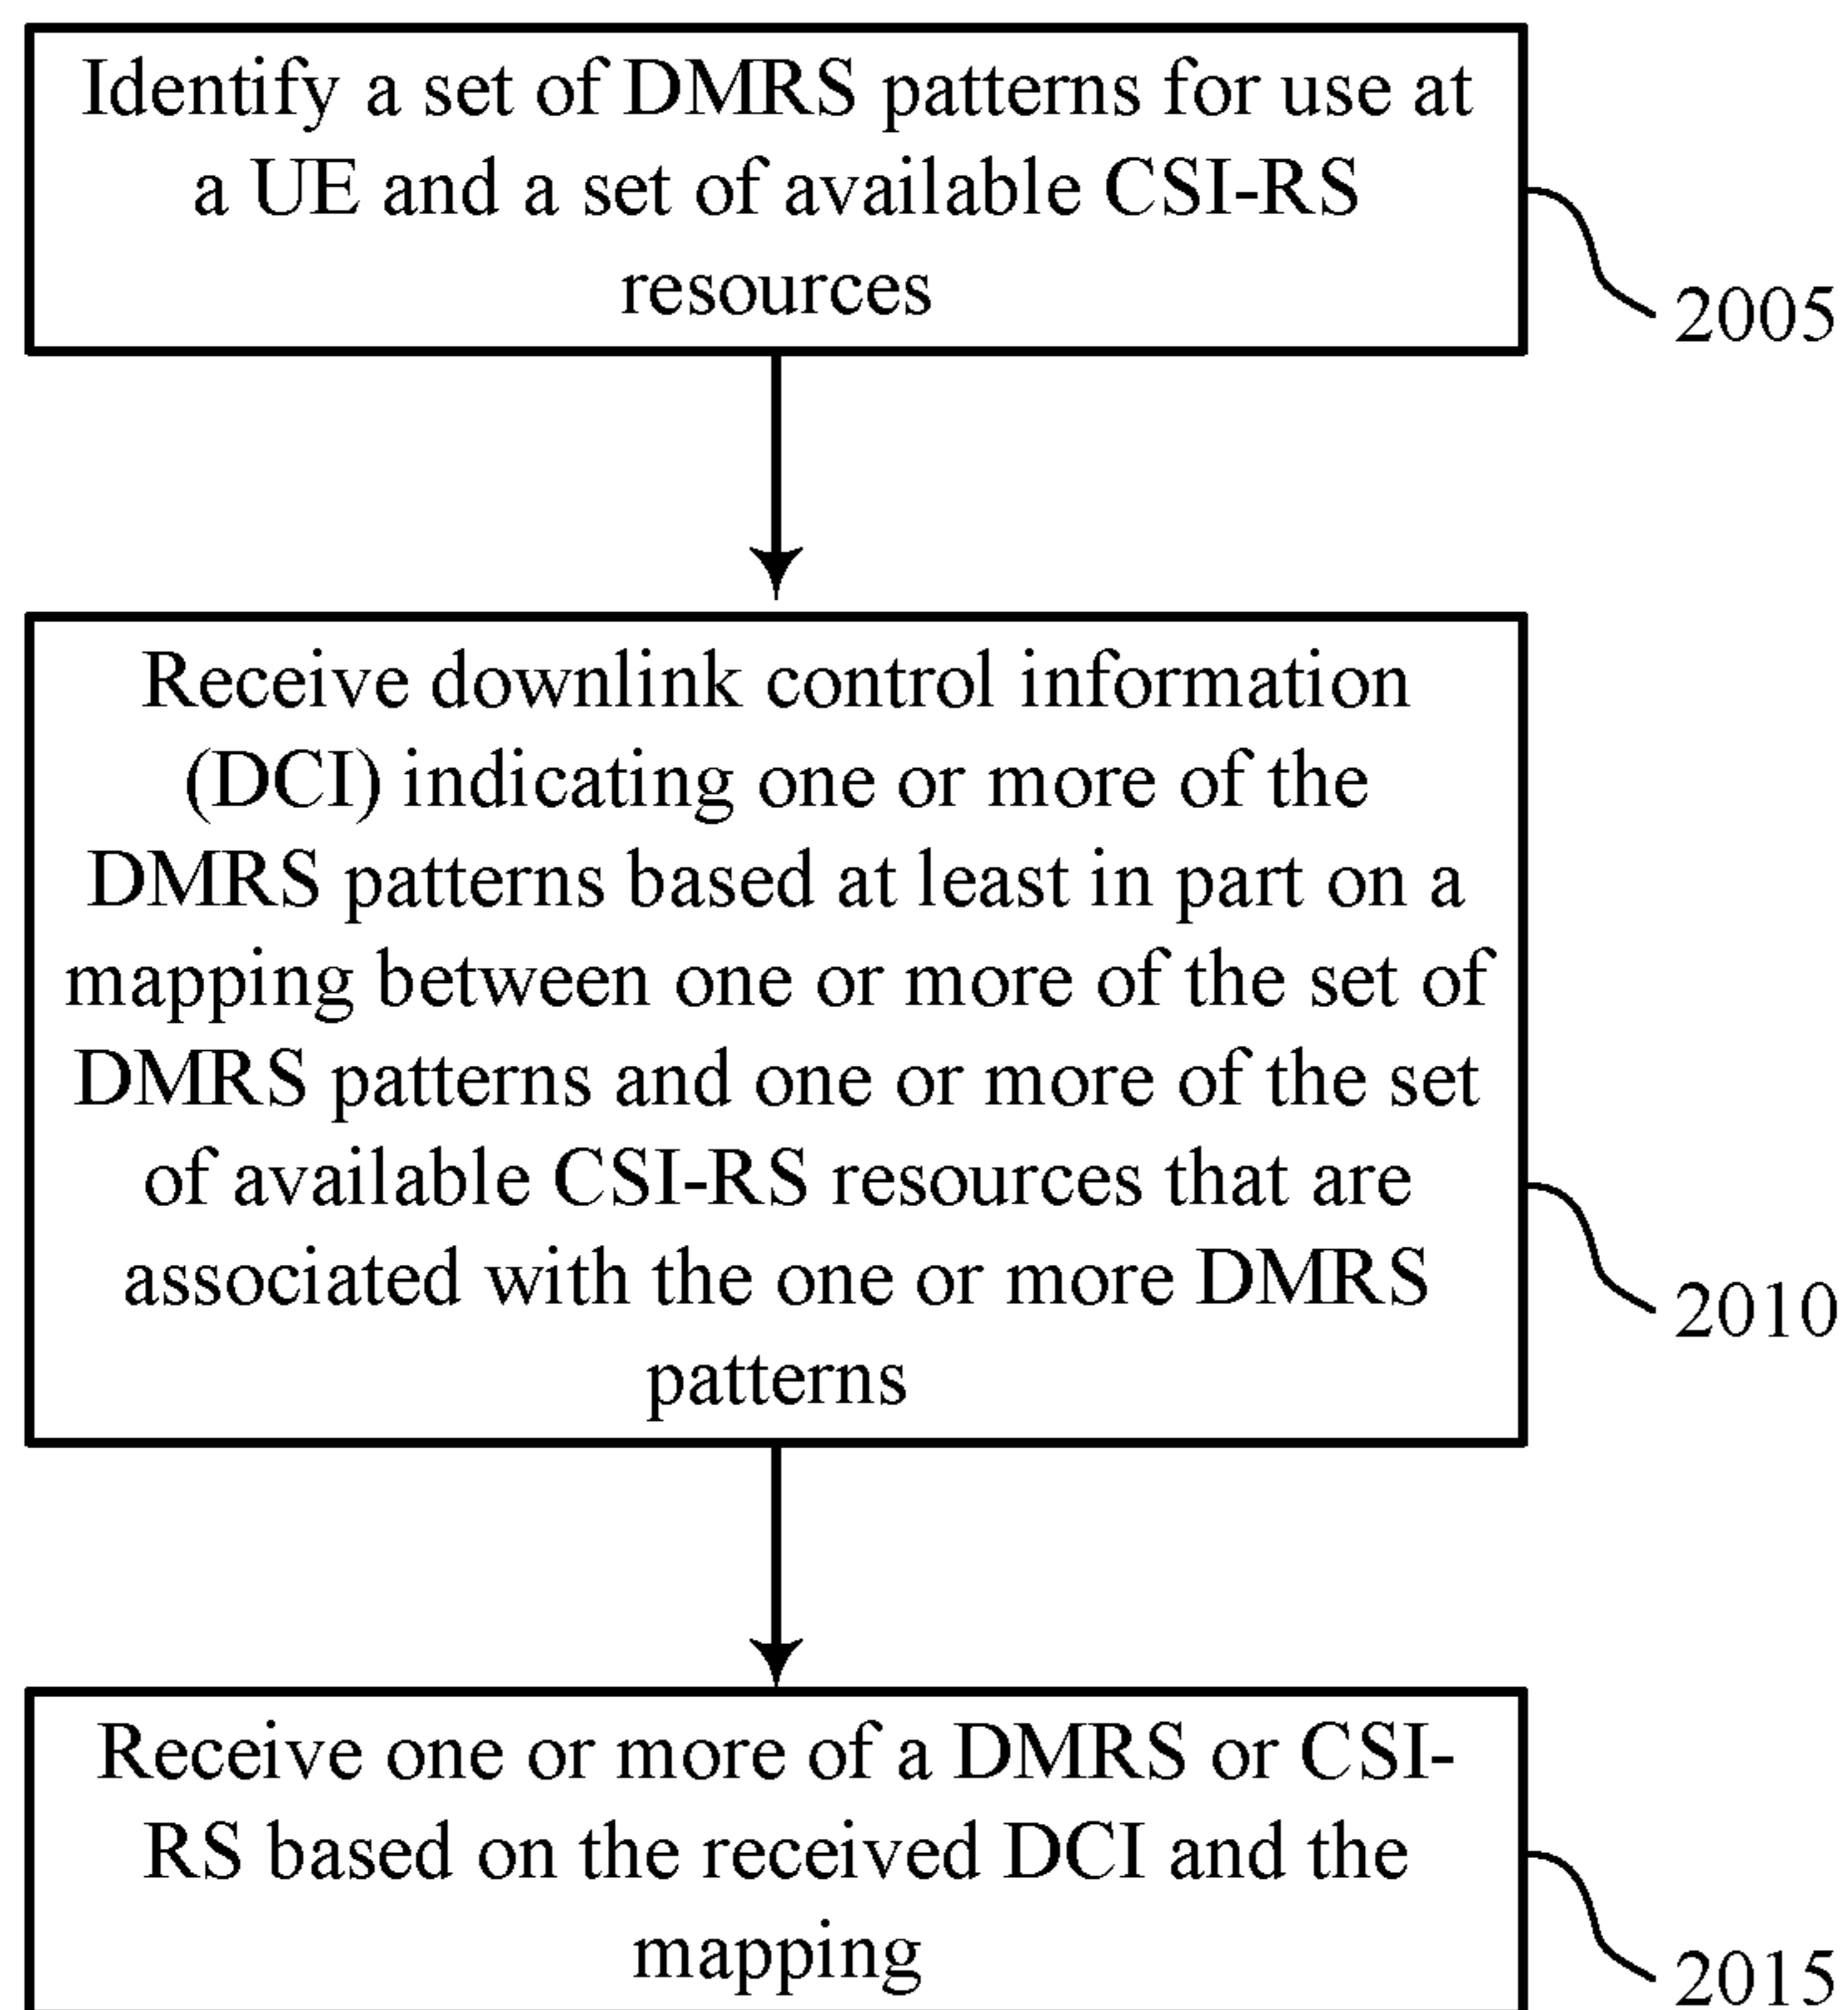 Identify a set of DMRS patterns for use at
a UE and a set of available CSI-RS
resources
2005
Receive downlink control information
(DCI) indicating one or more of the
DMRS patterns based at least in part on a
mapping between one or more of the set of
DMRS patterns and one or more of the set
of available CSI-RS resources that are
associated with the one or more DMRS
patterns
2010
Receive one or more of a DMRS or CSI-
RS based on the received DCI and the
mapping
2015